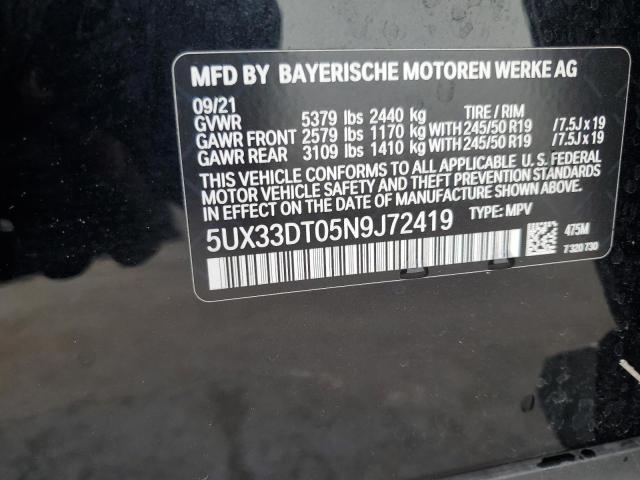 MFD BY BAYERISCHE MOTOREN WERKE AG
09/21 TIRE / RIM
GVWR 5379 lbs 2440 kg
GAWR FRONT 2579 lbs 1170 kg WITH 245/50 R19 / 7.5J x 19
GAWR REAR 3109 lbs 1410 kg WITH 245/50 R19 / 7.5J x 19
THIS VEHICLE CONFORMS TO ALL APPLICABLE U. S. FEDERAL
MOTOR VEHICLE SAFETY AND THEFT PREVENTION STANDARDS
IN EFFECT ON THE DATE OF MANUFACTURE SHOWN ABOVE.
5UX33DT05N9J72419 TYPE: MPV
475M
7 320 730